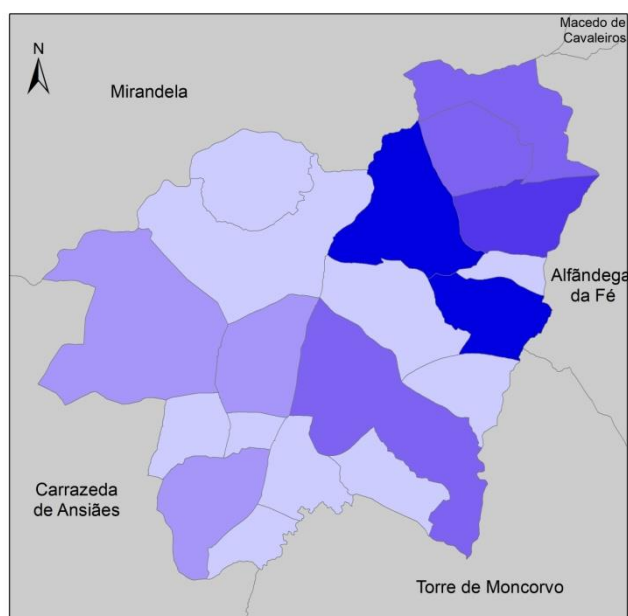 Macedo de
Cavaleiros
N
Mirandela
Alfândega
da Fé
Carrazeda
de Ansiães
Torre de Moncorvo